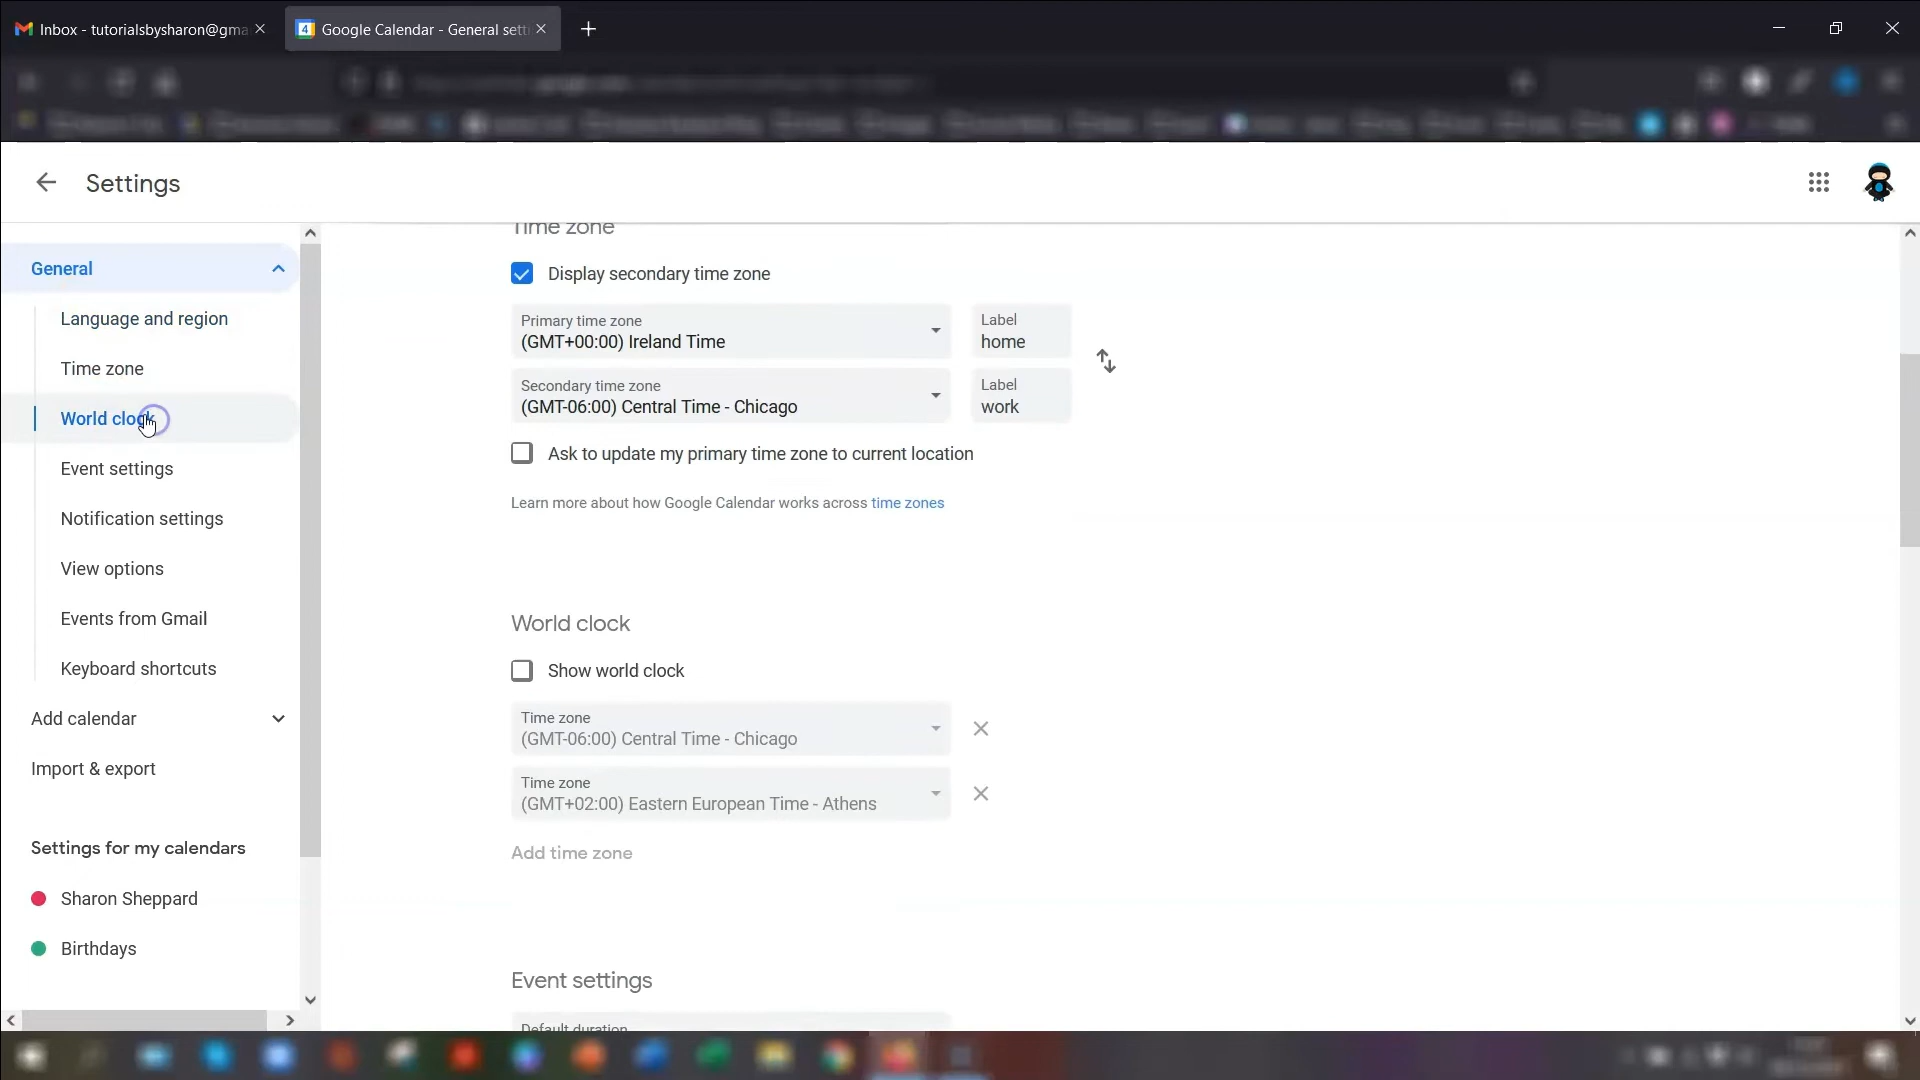 Inbox - tutorialsbysharon@gma
Google Calendar - General setti
Settings
General
Language and region
Time zone
World clock
Event settings
Notification settings
View options
Events from Gmail
Keyboard shortcuts
Add calendar
Import & export
Settings for my calendars
Sharon Sheppard
Birthdays
Time zone
Display secondary time zone
Primary time zone
(GMT+00:00) Ireland Time
Label
home
Secondary time zone
(GMT-06:00) Central Time - Chicago
Label
work
Ask to update my primary time zone to current location
Learn more about how Google Calendar works across time zones
World clock
Show world clock
Time zone
(GMT-06:00) Central Time - Chicago
Time zone
(GMT+02:00) Eastern European Time - Athens
Add time zone
Event settings
Default duration